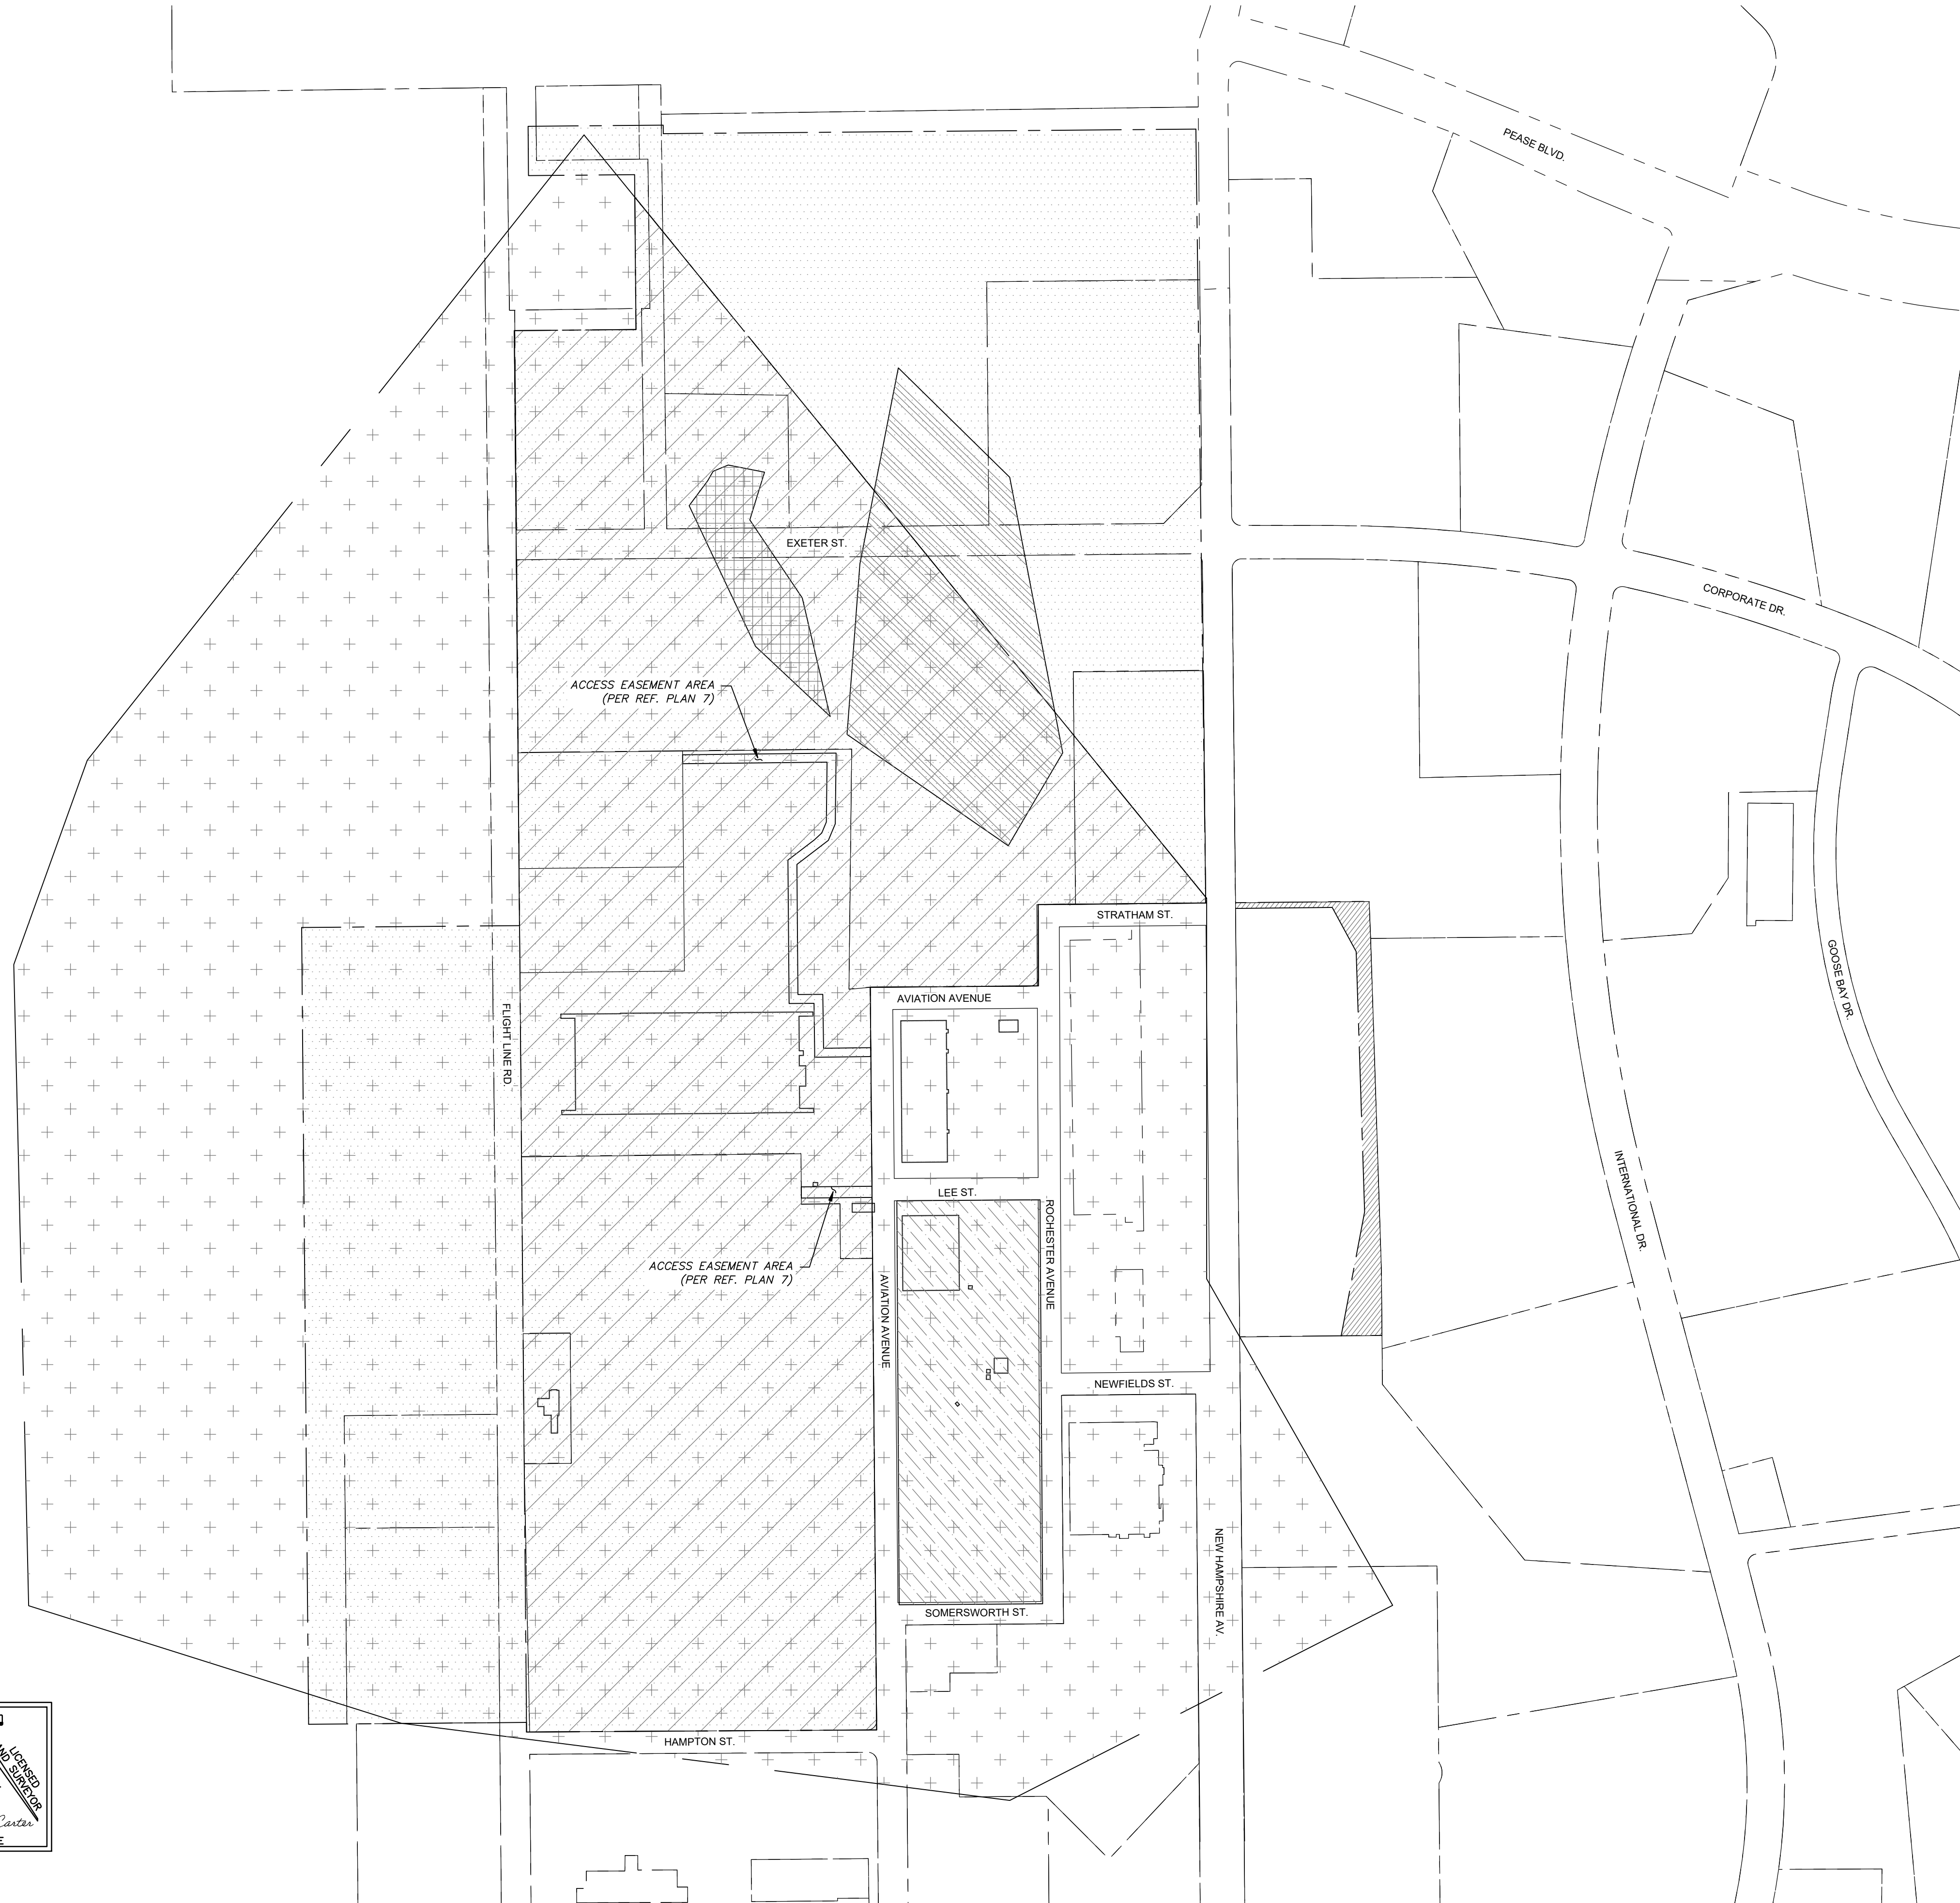 PEASE BLVD.
EXETER ST.
CORPORATE DR.
ACCESS EASEMENT AREA
(PER REF. PLAN 7)
STRATHAM ST.
GOOSE BAY DR.
AVIATION AVENUE
FLIGHT LINE RD.
LEE ST.
ROCHESTER AVENUE
INTERNATIONAL DR.
ACCESS EASEMENT AREA
(PER REF. PLAN 7)
AVIATION AVENUE
NEWFIELDS ST.
NEW HAMPSHIRE AV.
SOMERSWORTH ST.
HAMPTON ST.
LICENSED
SURVEYOR
Carter